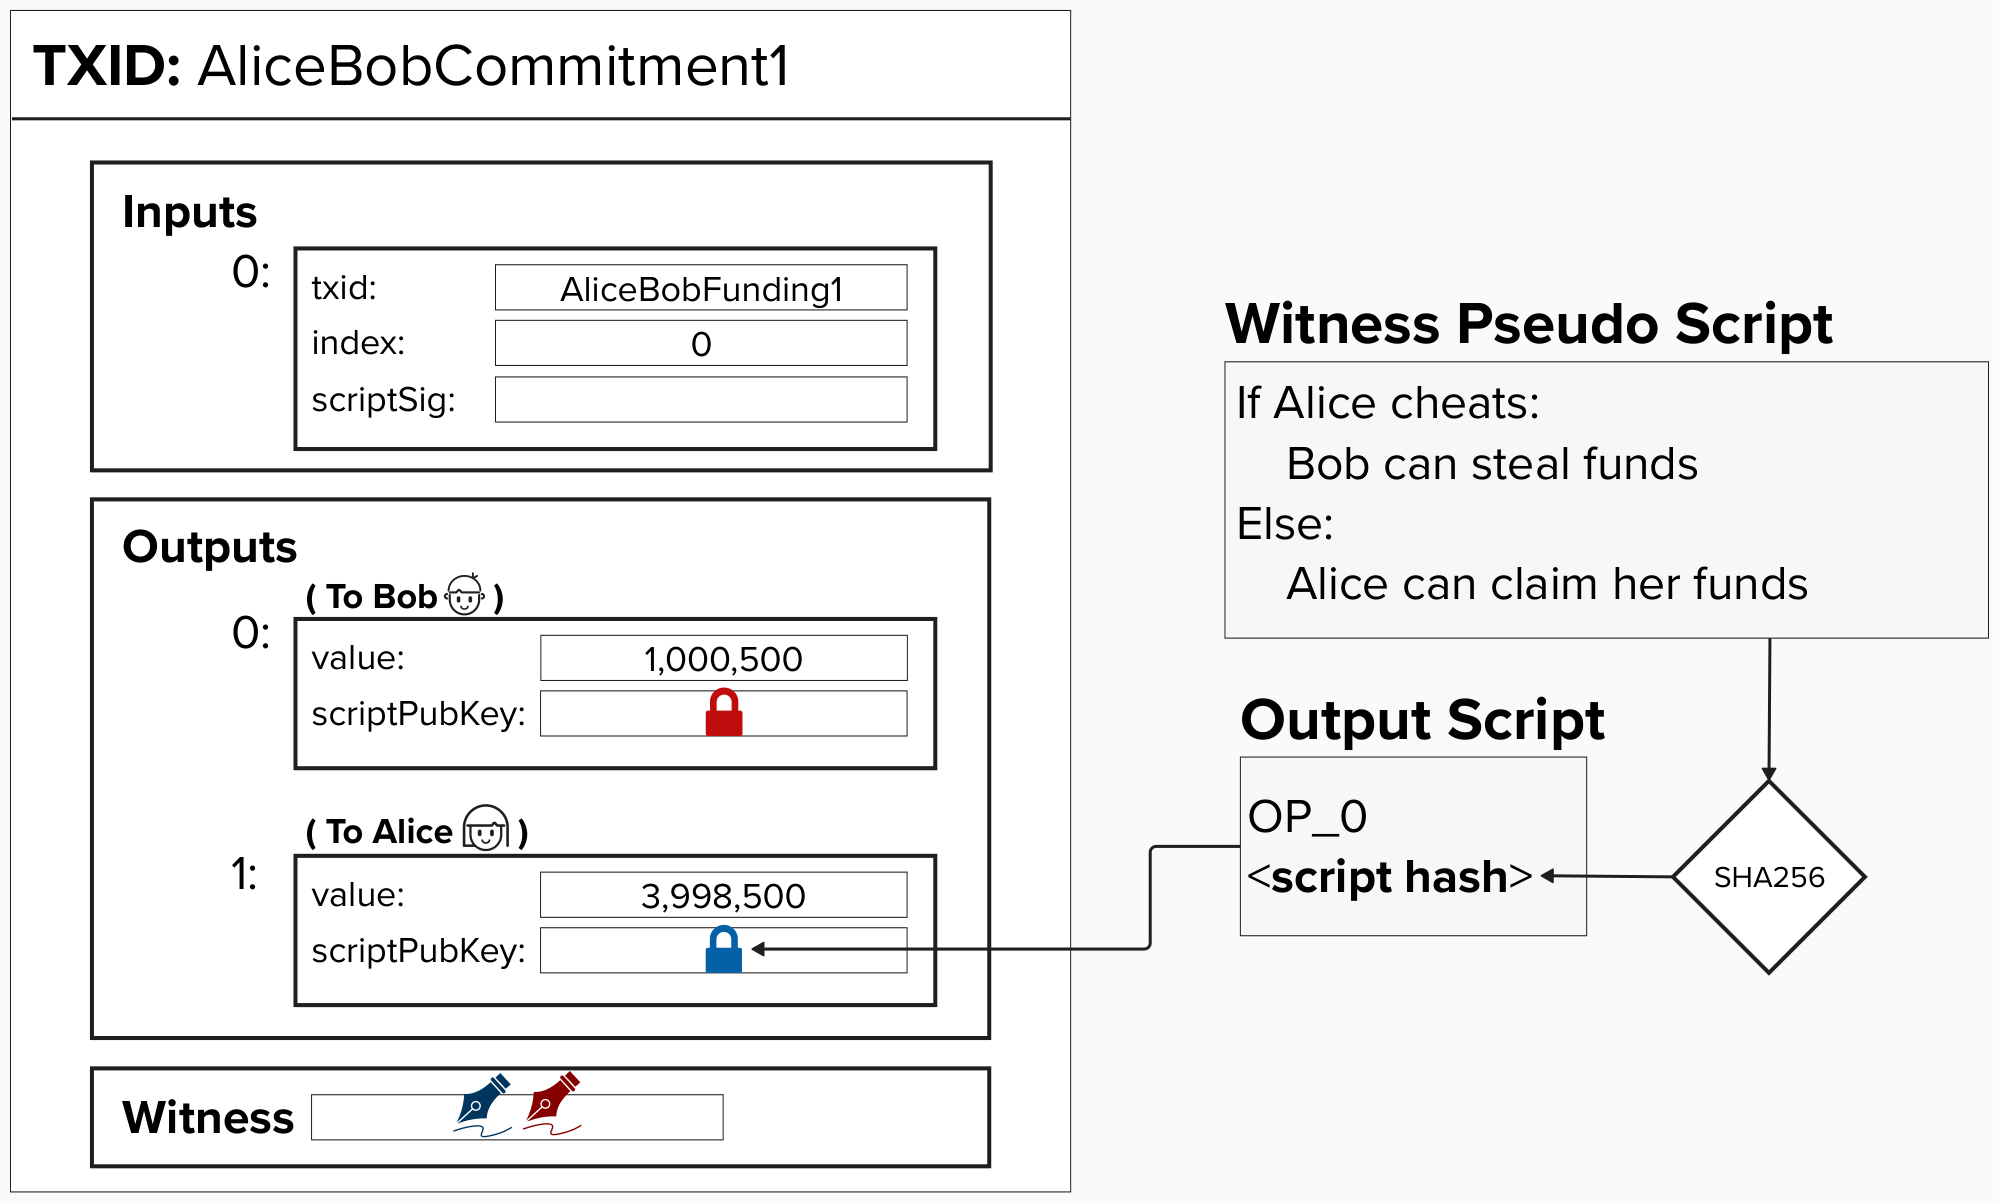 TXID: AliceBobCommitment1
Inputs
0:
txid: AliceBobFunding1
index: 0
scriptSig:
Outputs
( To Bob )
0:
value: 1,000,500
scriptPubKey:
( To Alice )
1:
value: 3,998,500
scriptPubKey:
Witness
Witness Pseudo Script
If Alice cheats:
Bob can steal funds
Else:
Alice can claim her funds
Output Script
OP_0
<script hash>
SHA256